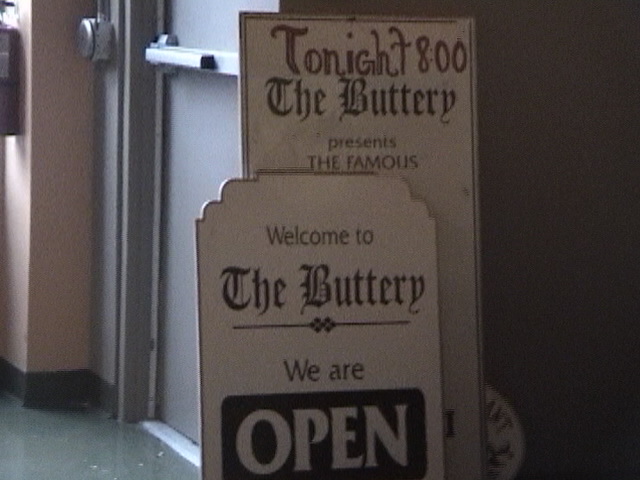 Tonight 8:00
The Buttery
presents
THE FAMOUS
Welcome to
The Buttery
We are
OPEN